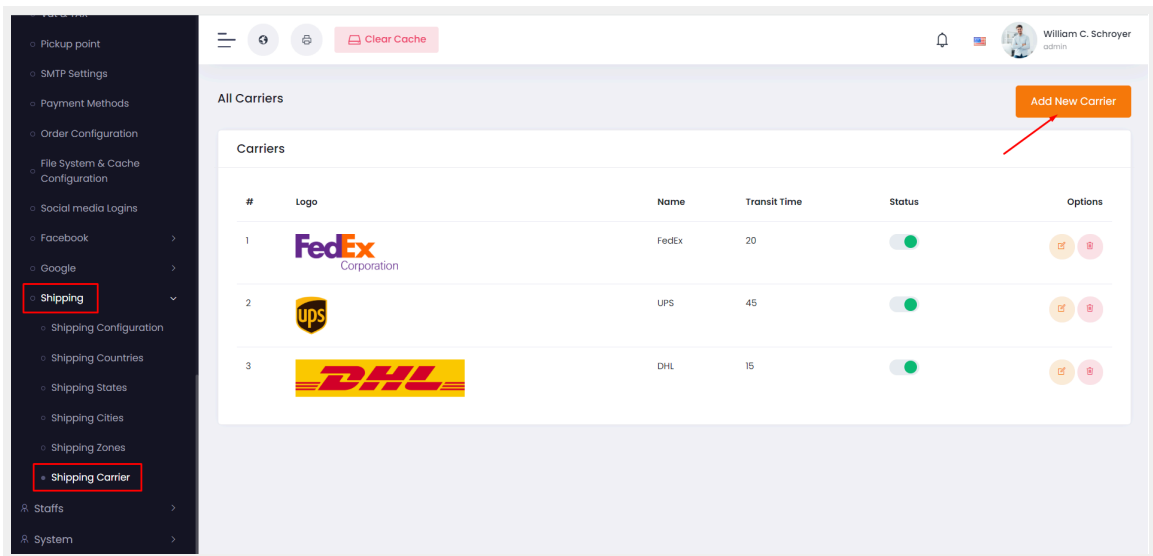 Vat & TAX
Pickup point
SMTP Settings
Payment Methods
Order Configuration
File System & Cache
Configuration
Social media Logins
Facebook
Google
Shipping
Shipping Configuration
Shipping Countries
Shipping States
Shipping Cities
Shipping Zones
Shipping Carrier
Staffs
System
Clear Cache
William C. Schroyer
admin
All Carriers
Add New Carrier
Carriers
# Logo Name Transit Time Status Options
1 FedEx Corporation FedEx 20
2 ups UPS 45
3 DHL DHL 15